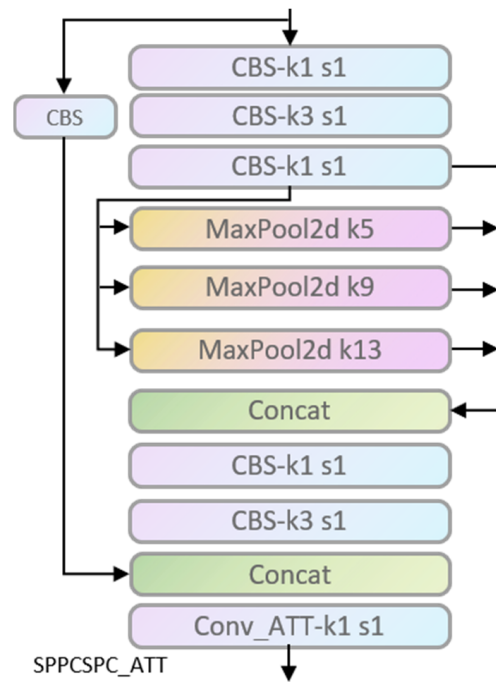 CBS-k1 s1
CBS
CBS-k3 s1
CBS-k1 s1
MaxPool2d k5
MaxPool2d k9
MaxPool2d k13
Concat
CBS-k1 s1
CBS-k3 s1
Concat
Conv_ATT-k1 s1
SPPCSPC_ATT